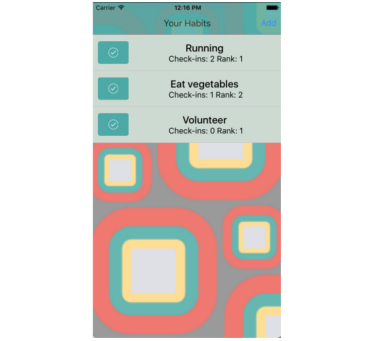 Carrier 12:16 PM
Your Habits Add
Running
Check-ins: 2 Rank: 1
Eat vegetables
Check-ins: 1 Rank: 2
Volunteer
Check-ins: 0 Rank: 1